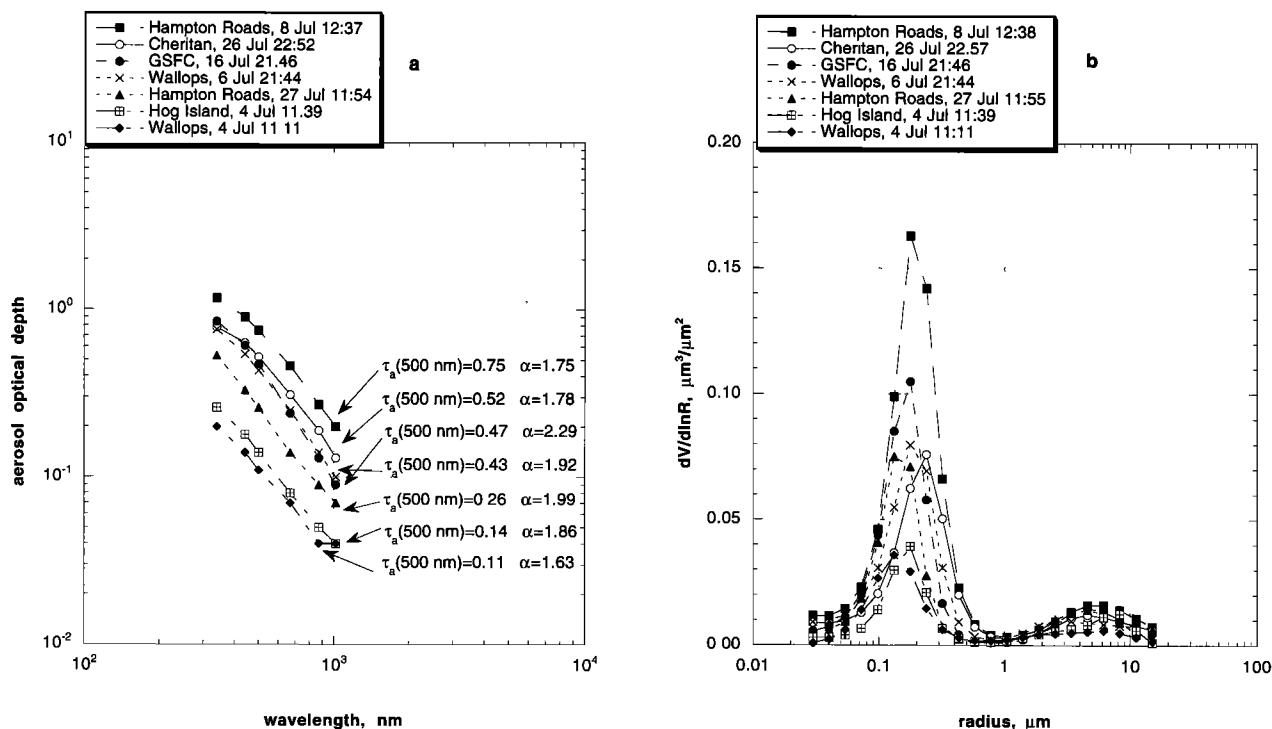 Hampton Roads, 8 Jul 12:37
Cheritan, 26 Jul 22:52
GSFC, 16 Jul 21.46
Wallops, 6 Jul 21:44
Hampton Roads, 27 Jul 11:54
Hog Island, 4 Jul 11.39
Wallops, 4 Jul 11 11
a
10¹
10⁰
10⁻¹
10⁻²
aerosol optical depth
τₐ(500 nm)=0.75 α=1.75
τₐ(500 nm)=0.52 α=1.78
τₐ(500 nm)=0.47 α=2.29
τₐ(500 nm)=0.43 α=1.92
τₐ(500 nm)=0 26 α=1.99
τₐ(500 nm)=0.14 α=1.86
τₐ(500 nm)=0.11 α=1.63
10² 10³ 10⁴
wavelength, nm
Hampton Roads, 8 Jul 12:38
Cheritan, 26 Jul 22.57
GSFC, 16 Jul 21:46
Wallops, 6 Jul 21:44
Hampton Roads, 27 Jul 11:55
Hog Island, 4 Jul 11:39
Wallops, 4 Jul 11:11
b
0.20
0.15
0.10
0.05
0.00
dV/dlnR, μm³/μm²
0.01 0.1 1 10 100
radius, μm